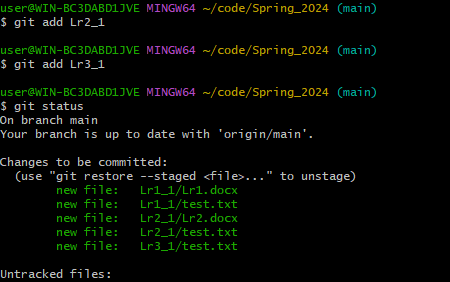 user@WIN-BC3DABD1JVE MINGW64 ~/code/Spring_2024 (main)
$ git add Lr2_1
user@WIN-BC3DABD1JVE MINGW64 ~/code/Spring_2024 (main)
$ git add Lr3_1
user@WIN-BC3DABD1JVE MINGW64 ~/code/Spring_2024 (main)
$ git status
On branch main
Your branch is up to date with 'origin/main'.
Changes to be committed:
  (use "git restore --staged <file>..." to unstage)
        new file:   Lr1_1/Lr1.docx
        new file:   Lr1_1/test.txt
        new file:   Lr2_1/Lr2.docx
        new file:   Lr2_1/test.txt
        new file:   Lr3_1/test.txt
Untracked files: